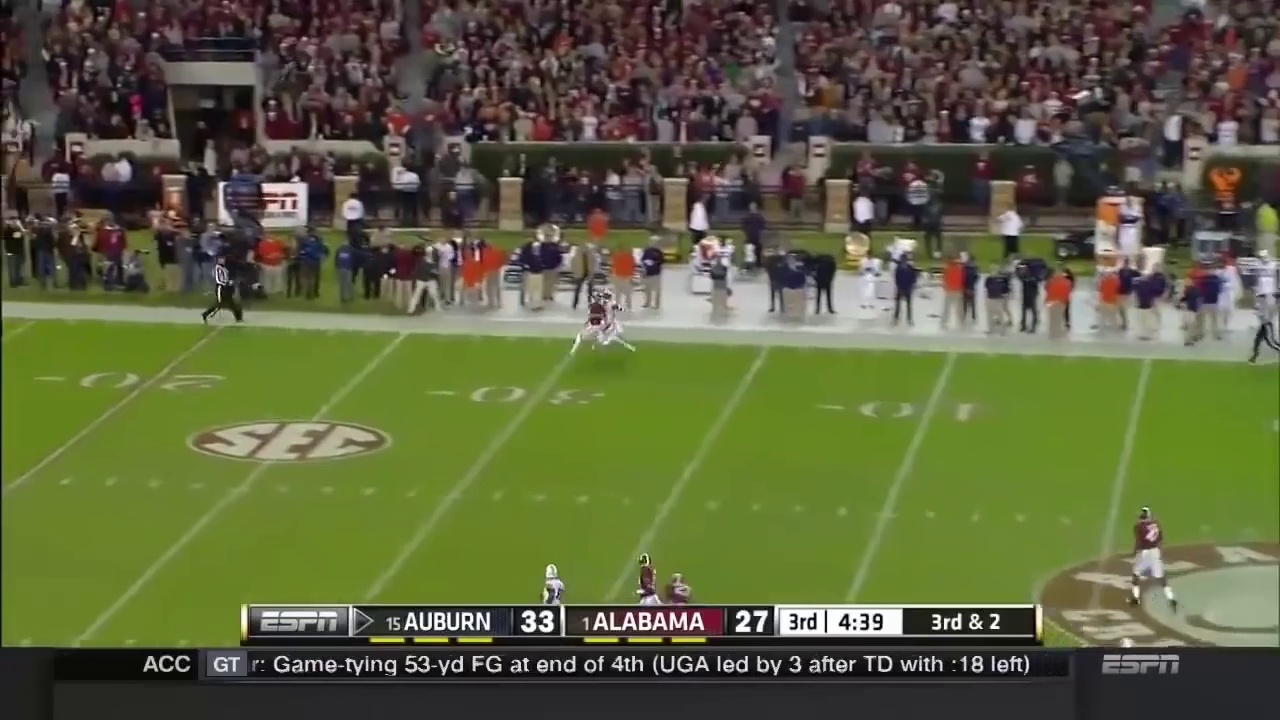 ESPN
20
30
40
SEC
ESPN 15 AUBURN 33 1 ALABAMA 27 3rd 4:39 3rd & 2
ACC GT r: Game-tying 53-yd FG at end of 4th (UGA led by 3 after TD with :18 left) ESPN